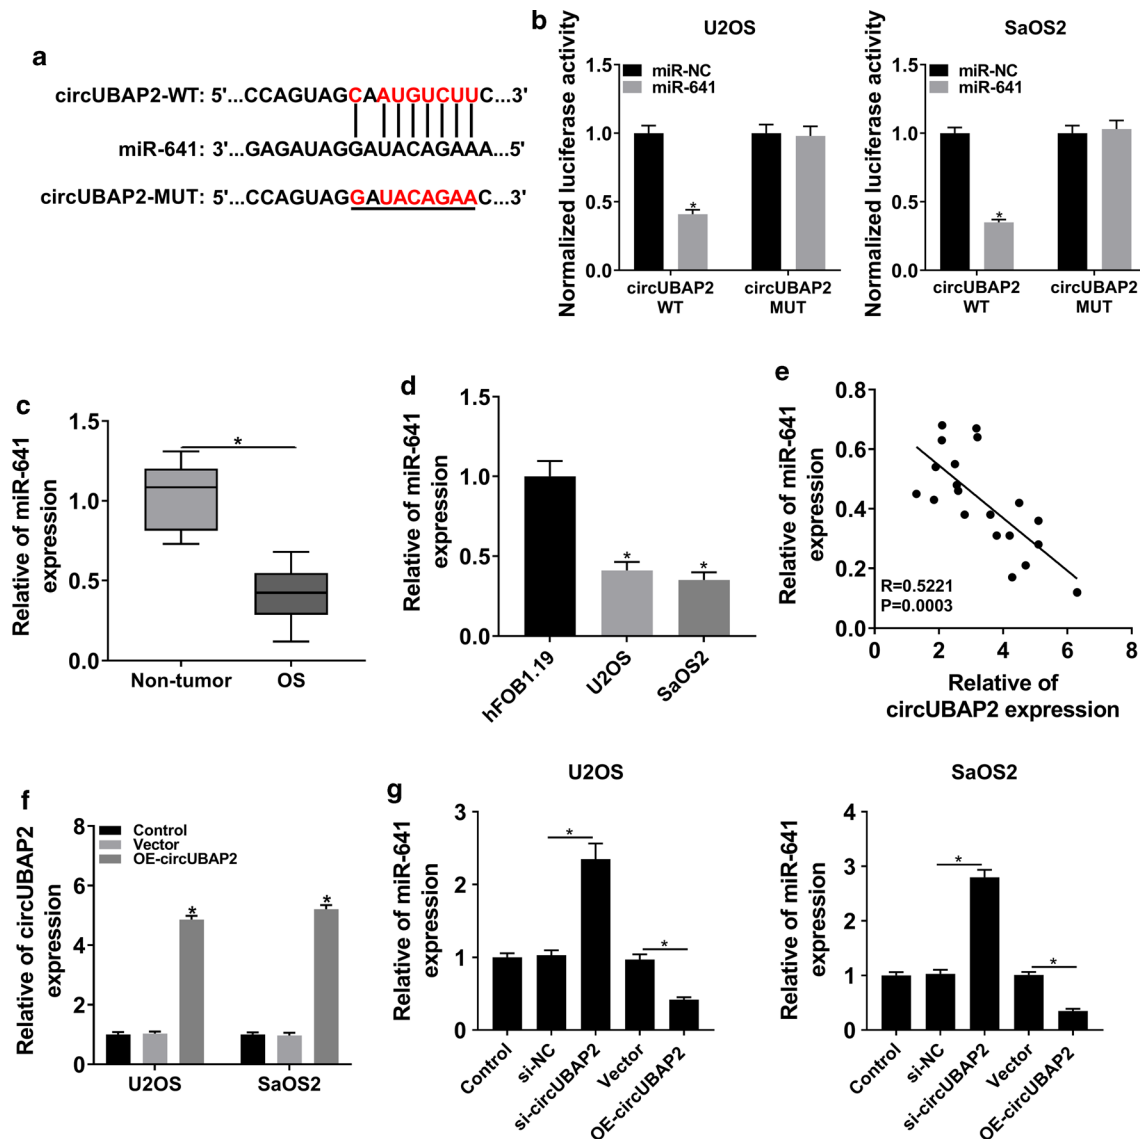 a
circUBAP2-WT: 5'...CCAGUAGCAAUGUCUUC...3'
miR-641: 3'...GAGAUAGGAUACAGAAA...5'
circUBAP2-MUT: 5'...CCAGUAGGAUACAGAAC...3'
b
U2OS
Normalized luciferase activity
1.5
1.0
0.5
0.0
miR-NC
miR-641
*
circUBAP2
WT
circUBAP2
MUT
SaOS2
Normalized luciferase activity
1.5
1.0
0.5
0.0
miR-NC
miR-641
*
circUBAP2
WT
circUBAP2
MUT
c
Relative of miR-641
expression
1.5
1.0
0.5
0.0
*
Non-tumor
OS
d
Relative of miR-641
expression
1.5
1.0
0.5
0.0
*
*
hFOB1.19
U2OS
SaOS2
e
Relative of miR-641
expression
0.8
0.6
0.4
0.2
0.0
R=0.5221
P=0.0003
0 2 4 6 8
Relative of
circUBAP2 expression
f
Relative of circUBAP2
expression
8
6
4
2
0
Control
Vector
OE-circUBAP2
*
*
U2OS
SaOS2
g
U2OS
Relative of miR-641
expression
3
2
1
0
*
*
Control
si-NC
si-circUBAP2
Vector
OE-circUBAP2
SaOS2
Relative of miR-641
expression
4
3
2
1
0
*
*
Control
si-NC
si-circUBAP2
Vector
OE-circUBAP2